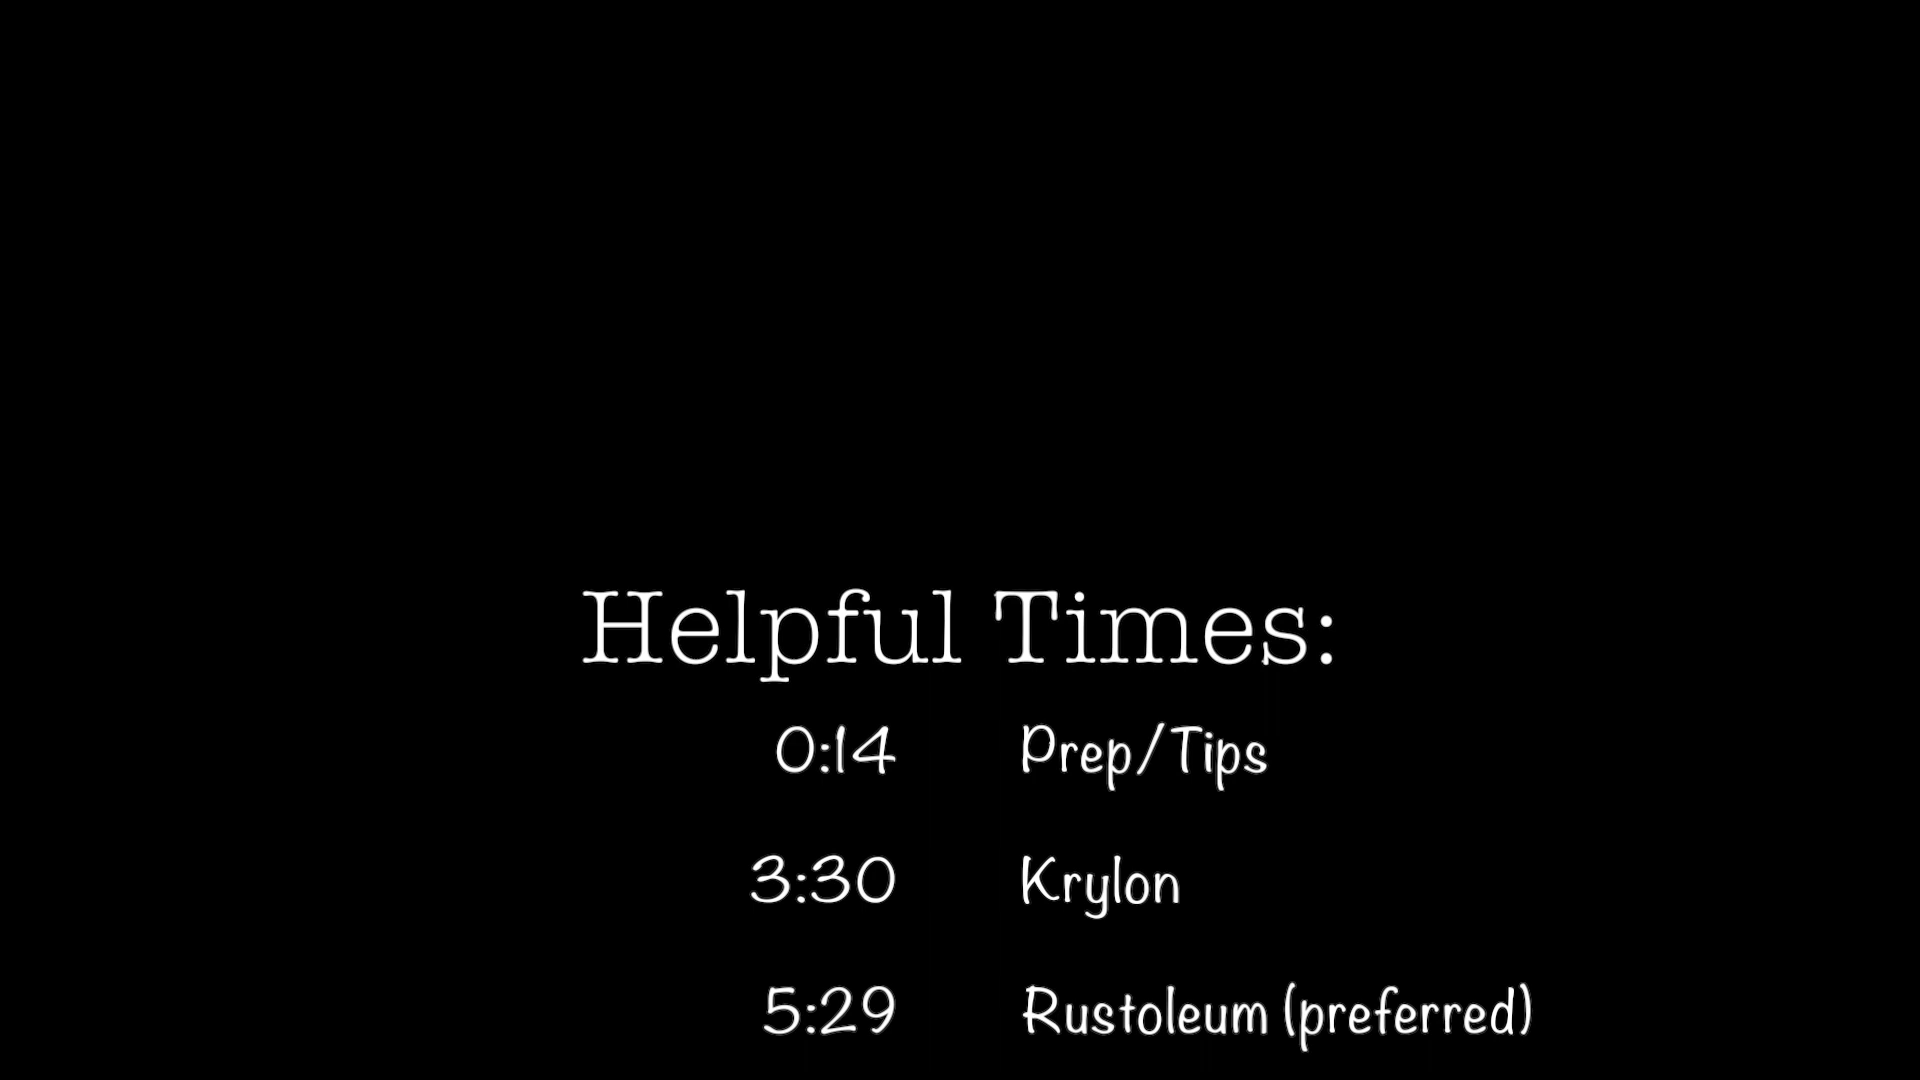 Helpful Times:
0:14 Prep/Tips
3:30 Krylon
5:29 Rustoleum (preferred)